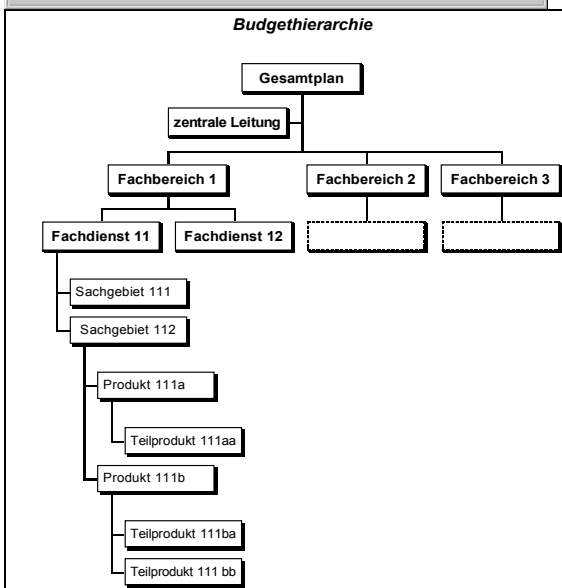 Budgethierarchie
Gesamtplan
zentrale Leitung
Fachbereich 1
Fachbereich 2
Fachbereich 3
Fachdienst 11
Fachdienst 12
Sachgebiet 111
Sachgebiet 112
Produkt 111a
Teilprodukt 111aa
Produkt 111b
Teilprodukt 111ba
Teilprodukt 111 bb